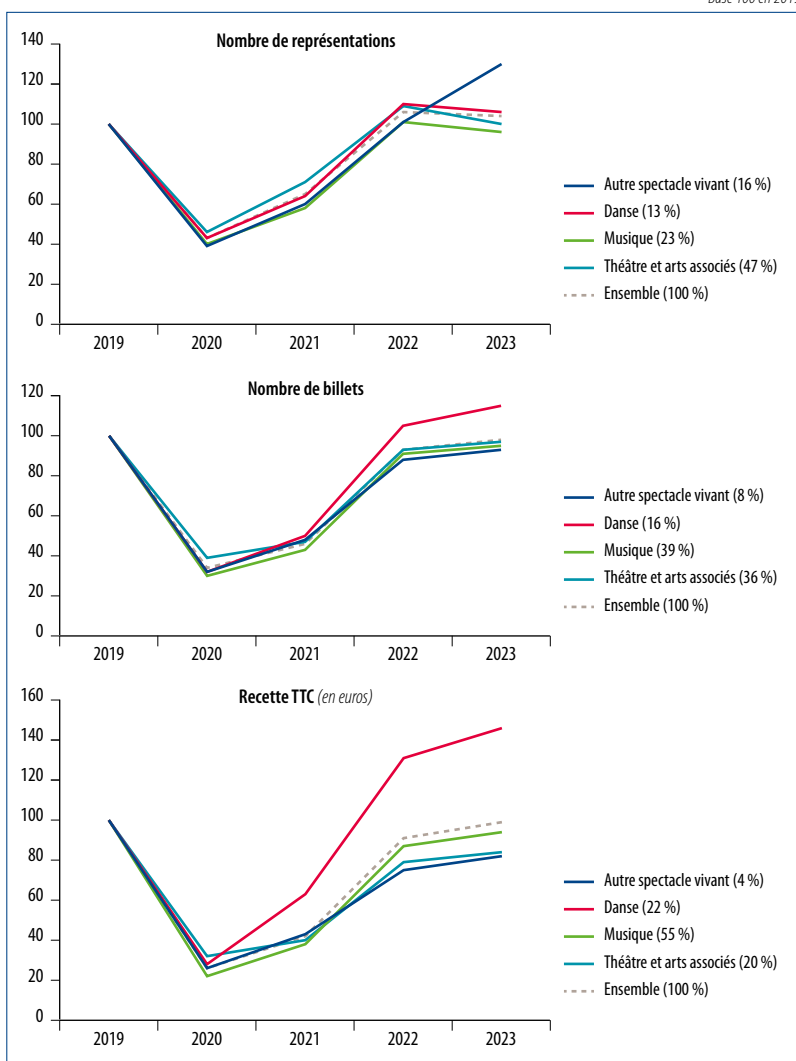 Nombre de représentations
140
120
100
80
60
40
20
0
2019 2020 2021 2022 2023
Autre spectacle vivant (16 %)
Danse (13 %)
Musique (23 %)
Théâtre et arts associés (47 %)
Ensemble (100 %)
Nombre de billets
120
100
80
60
40
20
0
2019 2020 2021 2022 2023
Autre spectacle vivant (8 %)
Danse (16 %)
Musique (39 %)
Théâtre et arts associés (36 %)
Ensemble (100 %)
Recette TTC (en euros)
160
140
120
100
80
60
40
20
0
2019 2020 2021 2022 2023
Autre spectacle vivant (4 %)
Danse (22 %)
Musique (55 %)
Théâtre et arts associés (20 %)
Ensemble (100 %)